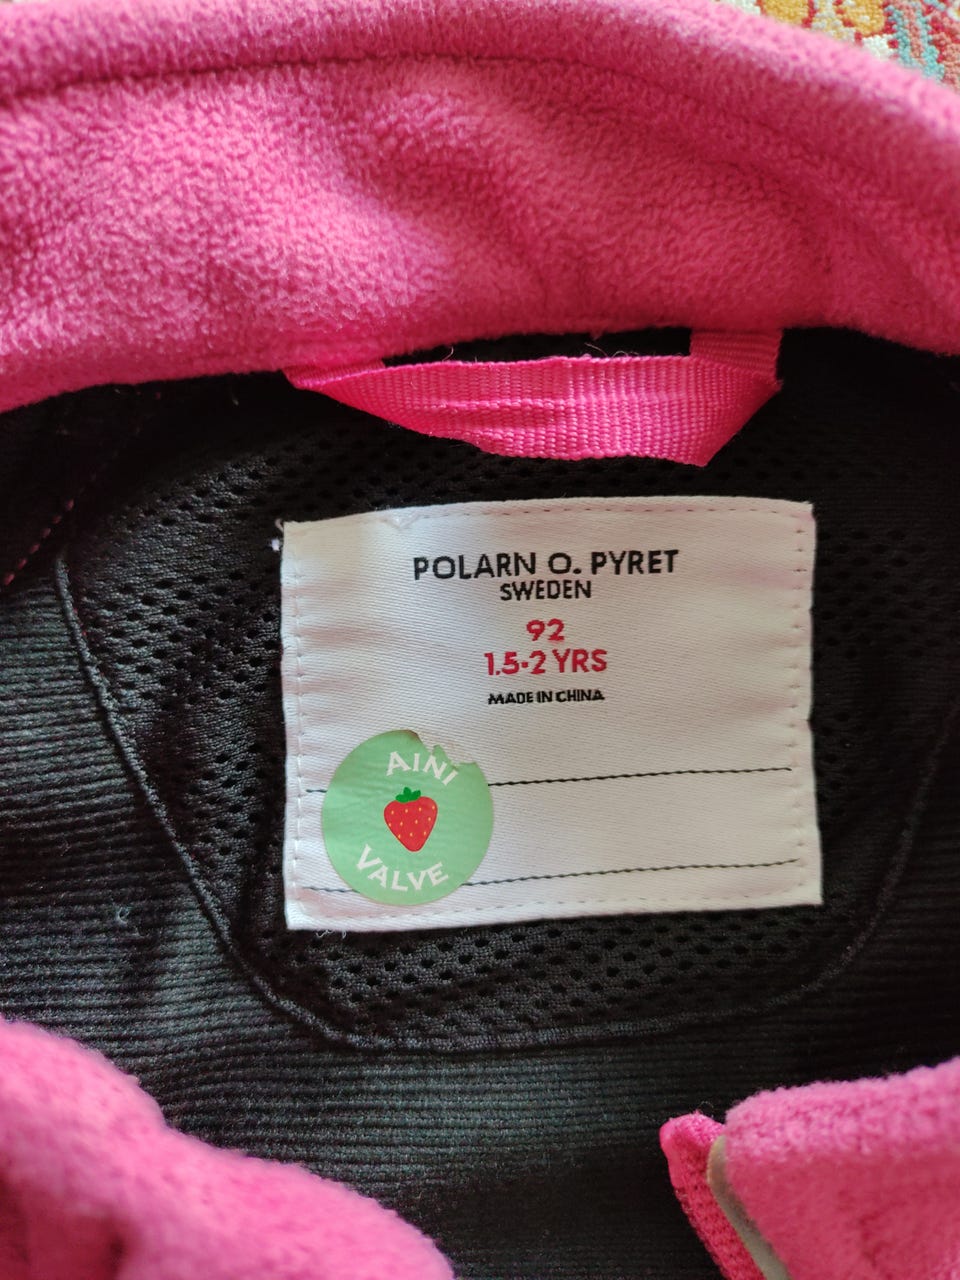 POLARN O. PYRET
SWEDEN
92
1.5-2 YRS
MADE IN CHINA
AINI
VALVE